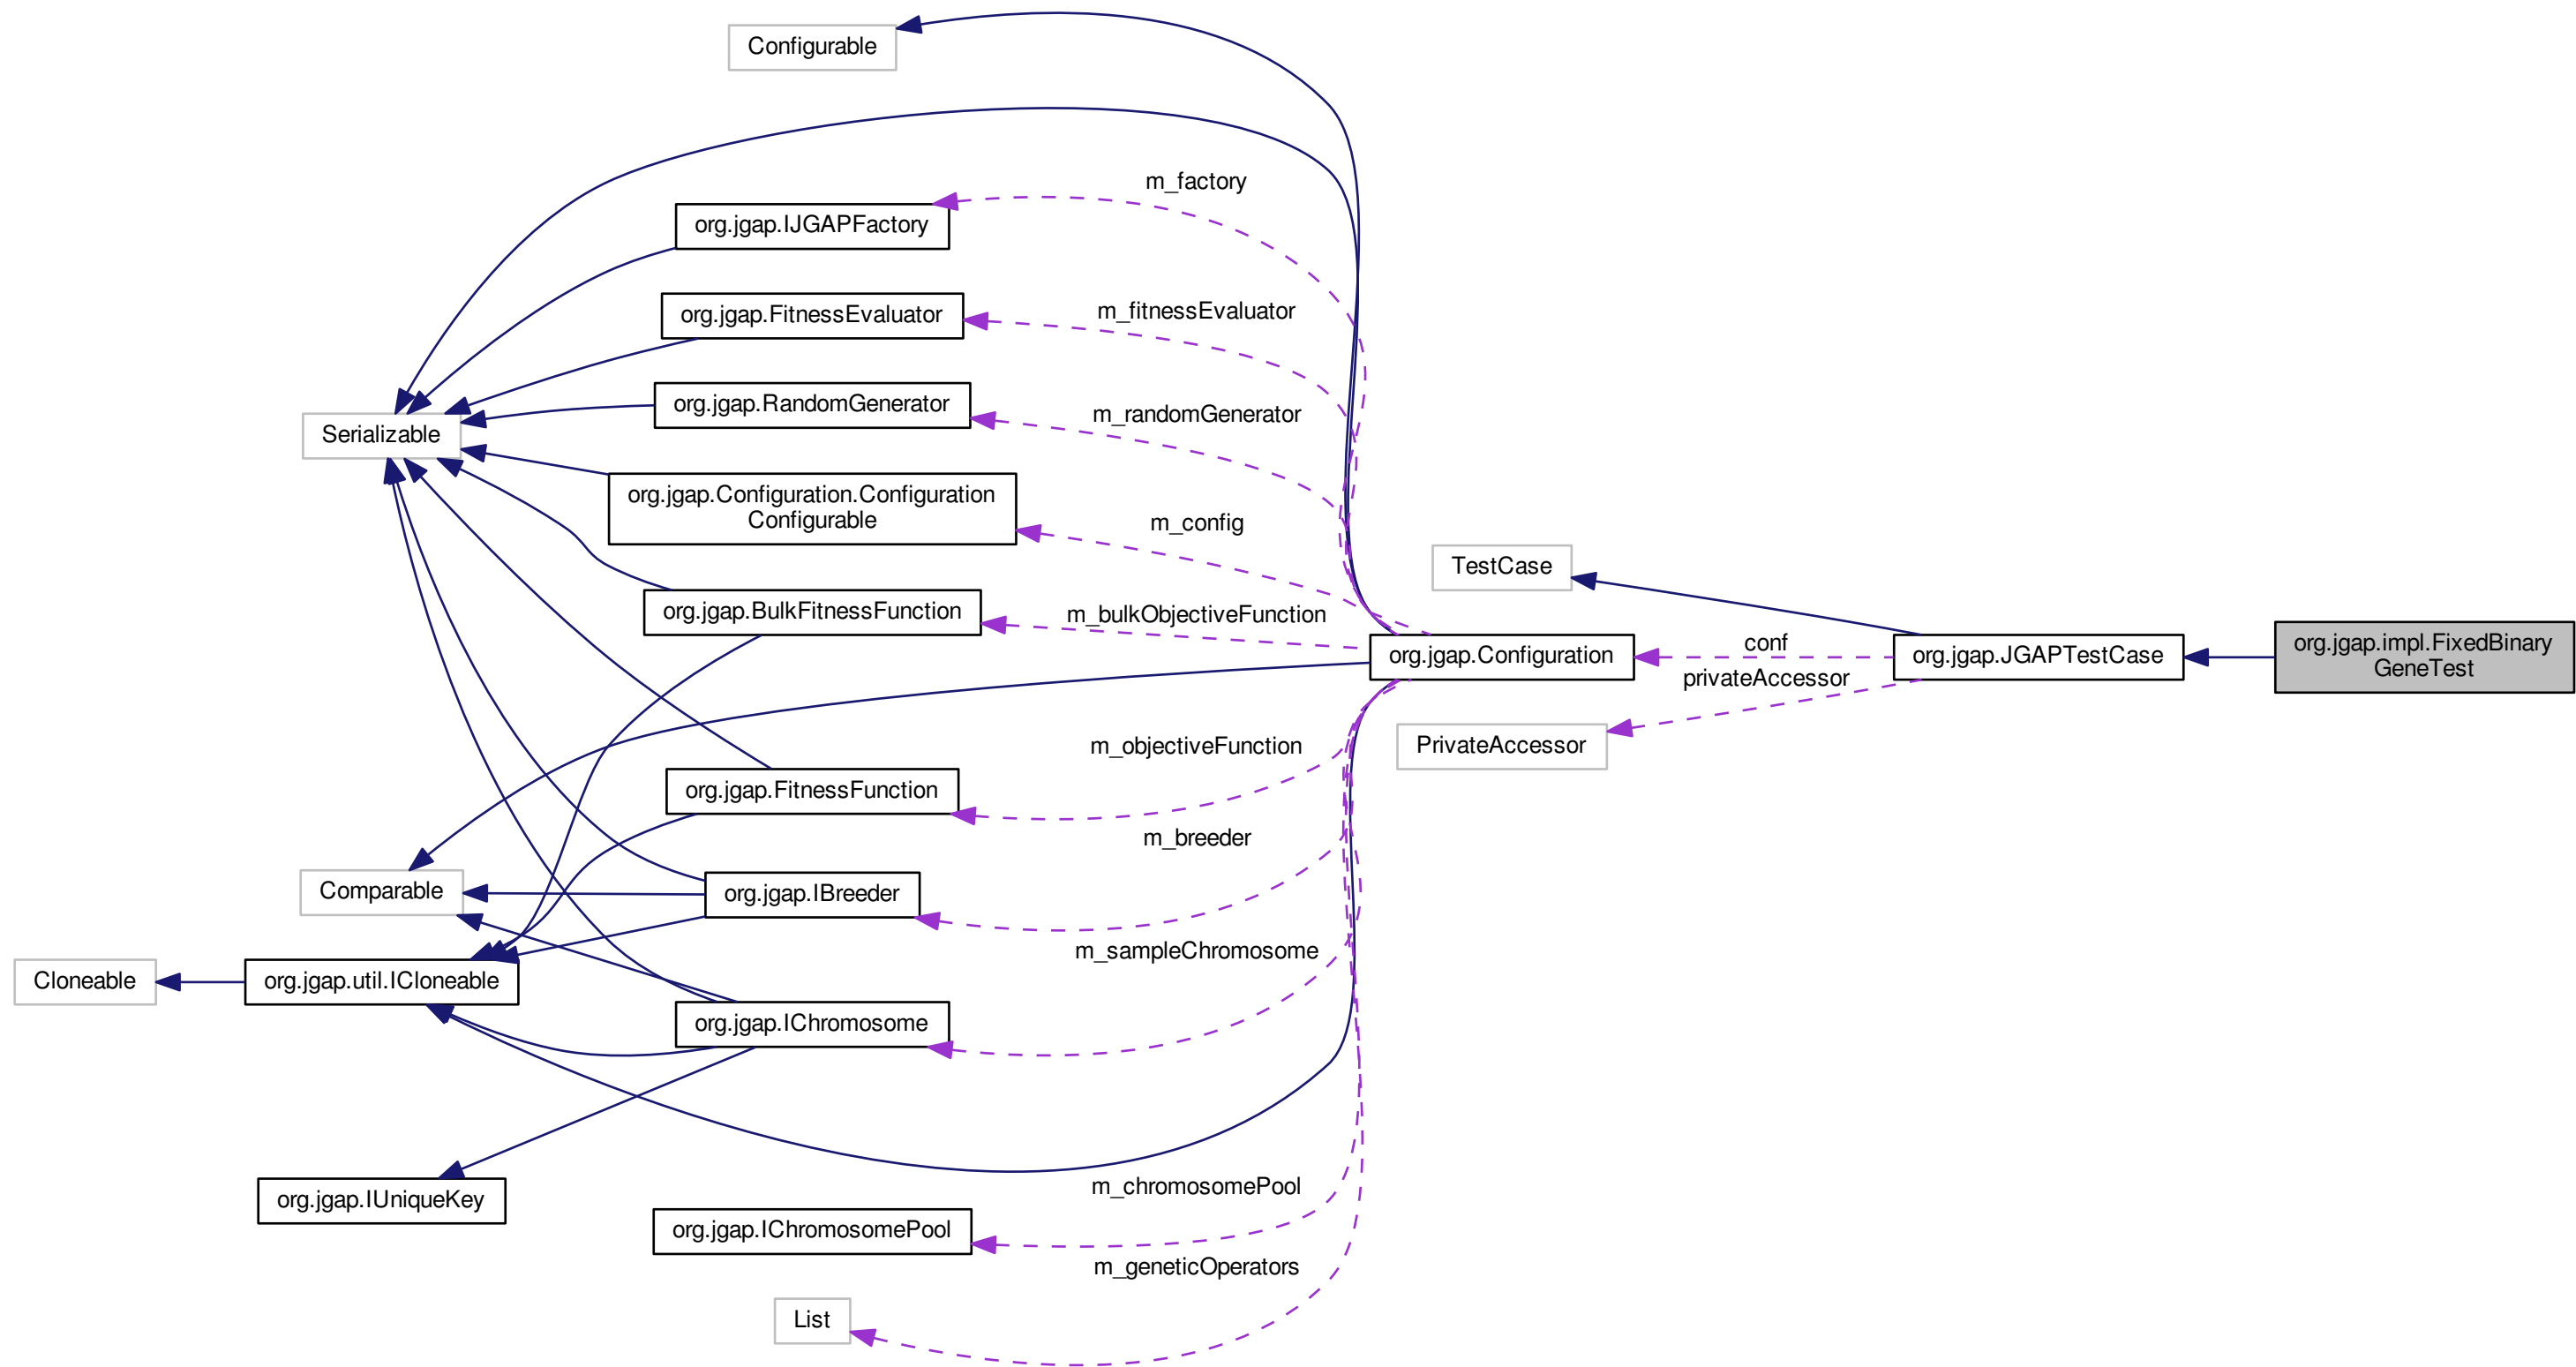 Configurable
m_factory
org.jgap.IJGAPFactory
m_fitnessEvaluator
org.jgap.FitnessEvaluator
m_randomGenerator
org.jgap.RandomGenerator
Serializable
org.jgap.Configuration.Configuration
Configurable
m_config
TestCase
org.jgap.BulkFitnessFunction
m_bulkObjectiveFunction
org.jgap.Configuration
conf
org.jgap.JGAPTestCase
org.jgap.impl.FixedBinary
GeneTest
privateAccessor
PrivateAccessor
m_objectiveFunction
org.jgap.FitnessFunction
m_breeder
Comparable
org.jgap.IBreeder
m_sampleChromosome
Cloneable
org.jgap.util.ICloneable
org.jgap.IChromosome
org.jgap.IUniqueKey
m_chromosomePool
org.jgap.IChromosomePool
m_geneticOperators
List